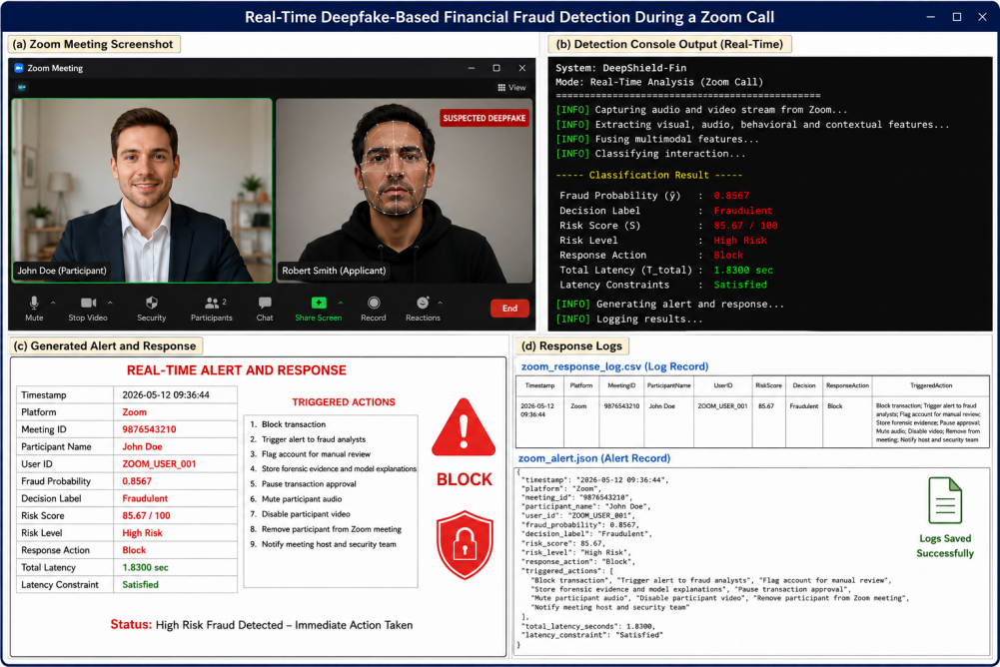 Real-Time Deepfake-Based Financial Fraud Detection During a Zoom Call
(a) Zoom Meeting Screenshot
Zoom Meeting
View
SUSPECTED DEEPFAKE
John Doe (Participant)
Robert Smith (Applicant)
Mute
Stop Video
Security
Participants
2
Chat
Share Screen
Record
Reactions
End
(b) Detection Console Output (Real-Time)
System: DeepShield-Fin
Mode: Real-Time Analysis (Zoom Call)
==============================================
[INFO] Capturing audio and video stream from Zoom...
[INFO] Extracting visual, audio, behavioral and contextual features...
[INFO] Fusing multimodal features...
[INFO] Classifying interaction...
----- Classification Result -----
Fraud Probability (ŷ) : 0.8567
Decision Label : Fraudulent
Risk Score (S) : 85.67 / 100
Risk Level : High Risk
Response Action : Block
Total Latency (T_total) : 1.8300 sec
Latency Constraints : Satisfied
[INFO] Generating alert and response...
[INFO] Logging results...
(c) Generated Alert and Response
REAL-TIME ALERT AND RESPONSE
Timestamp 2026-05-12 09:36:44
Platform Zoom
Meeting ID 9876543210
Participant Name John Doe
User ID ZOOM_USER_001
Fraud Probability 0.8567
Decision Label Fraudulent
Risk Score 85.67 / 100
Risk Level High Risk
Response Action Block
Total Latency 1.8300 sec
Latency Constraint Satisfied
TRIGGERED ACTIONS
1. Block transaction
2. Trigger alert to fraud analysts
3. Flag account for manual review
4. Store forensic evidence and model explanations
5. Pause transaction approval
6. Mute participant audio
7. Disable participant video
8. Remove participant from Zoom meeting
9. Notify meeting host and security team
BLOCK
Status: High Risk Fraud Detected – Immediate Action Taken
(d) Response Logs
zoom_response_log.csv (Log Record)
Timestamp Platform MeetingID ParticipantName UserID RiskScore Decision ResponseAction TriggeredAction
2026-05-12 09:36:44 Zoom 9876543210 John Doe ZOOM_USER_001 85.67 Fraudulent Block
Block transaction; Trigger alert to fraud
analysts; Flag account for manual review;
Store forensic evidence; Pause approval;
Mute audio; Disable video; Remove from
meeting; Notify host and security team
zoom_alert.json (Alert Record)
{
"timestamp": "2026-05-12 09:36:44",
"platform": "Zoom",
"meeting_id": "9876543210",
"participant_name": "John Doe",
"user_id": "ZOOM_USER_001",
"fraud_probability": 0.8567,
"decision_label": "Fraudulent",
"risk_score": 85.67,
"risk_level": "High Risk",
"response_action": "Block",
"triggered_actions": [
"Block transaction", "Trigger alert to fraud analysts", "Flag account for manual review",
"Store forensic evidence and model explanations", "Pause transaction approval",
"Mute participant audio", "Disable participant video", "Remove participant from Zoom meeting",
"Notify meeting host and security team"
],
"total_latency_seconds": 1.8300,
"latency_constraint": "Satisfied"
}
Logs Saved
Successfully